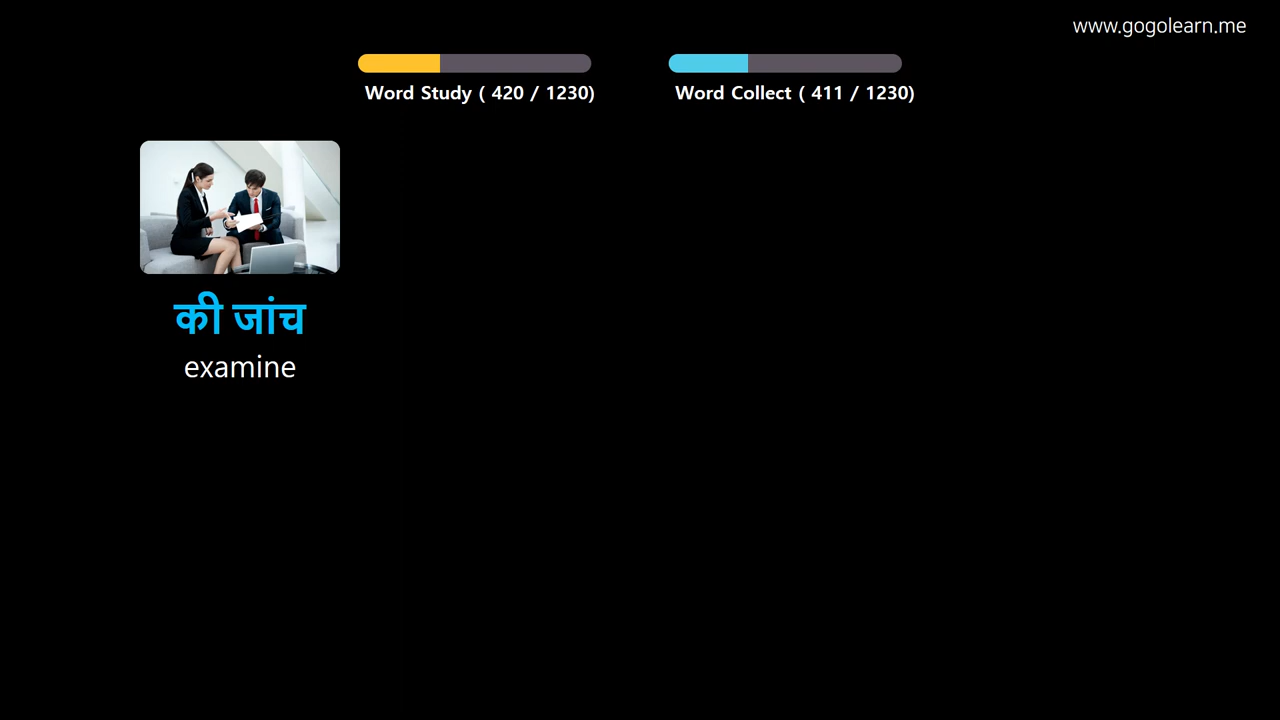 www.gogolearn.me
Word Study ( 420 / 1230)
Word Collect ( 411 / 1230)
की जांच
examine